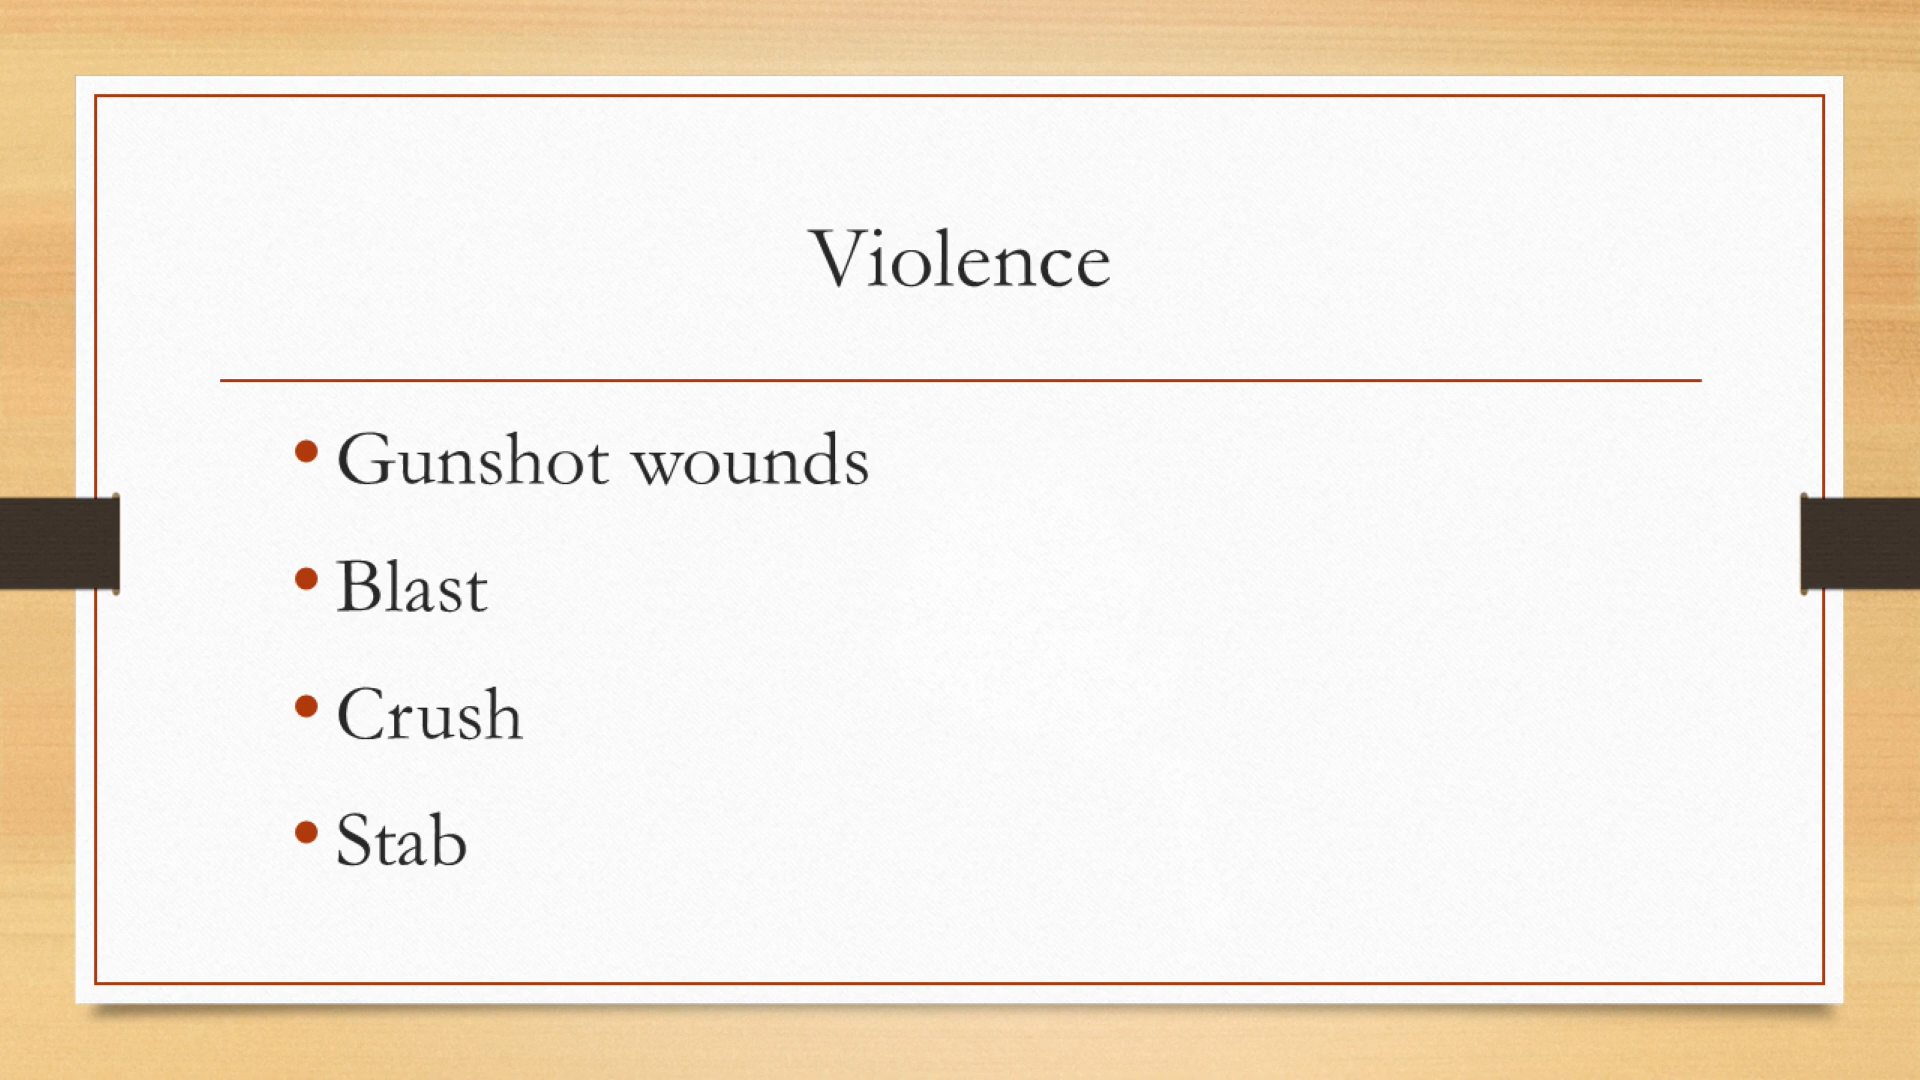 Violence
• Gunshot wounds
• Blast
• Crush
• Stab